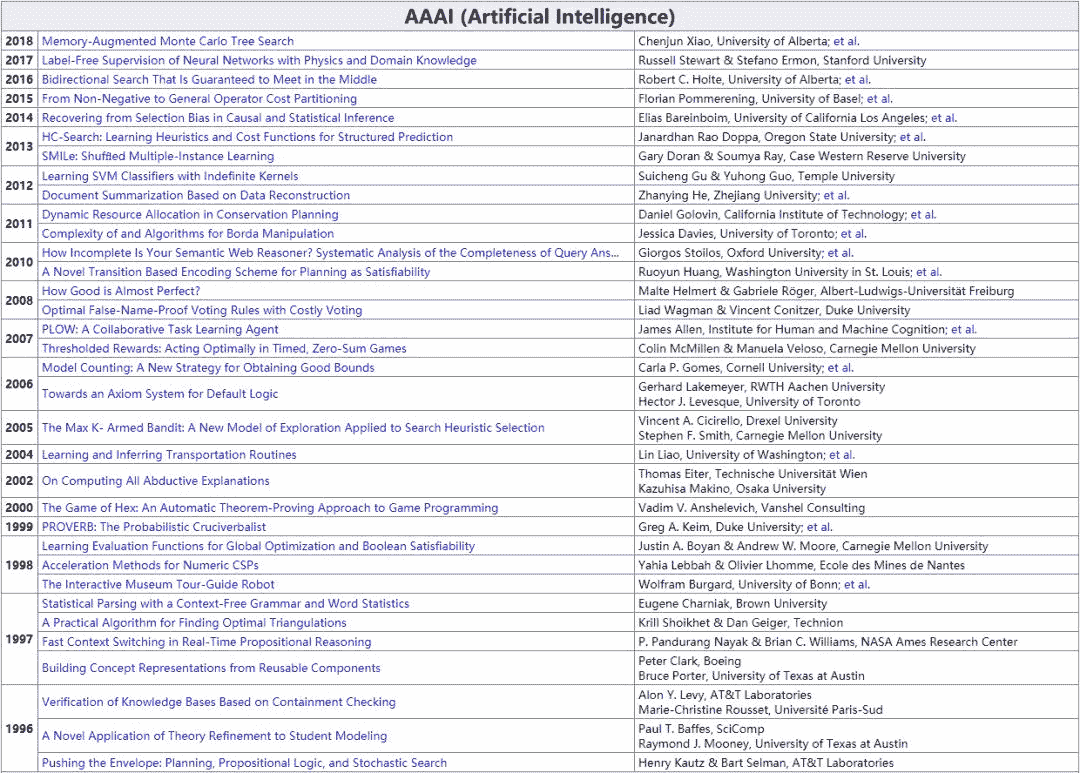 AAAI (Artificial Intelligence)
2018 Memory-Augmented Monte Carlo Tree Search Chenjun Xiao, University of Alberta; et al.
2017 Label-Free Supervision of Neural Networks with Physics and Domain Knowledge Russell Stewart & Stefano Ermon, Stanford University
2016 Bidirectional Search That Is Guaranteed to Meet in the Middle Robert C. Holte, University of Alberta; et al.
2015 From Non-Negative to General Operator Cost Partitioning Florian Pommerening, University of Basel; et al.
2014 Recovering from Selection Bias in Causal and Statistical Inference Elias Bareinboim, University of California Los Angeles; et al.
2013 HC-Search: Learning Heuristics and Cost Functions for Structured Prediction Janardhan Rao Doppa, Oregon State University; et al.
SMILe: Shuffled Multiple-Instance Learning Gary Doran & Soumya Ray, Case Western Reserve University
2012 Learning SVM Classifiers with Indefinite Kernels Suicheng Gu & Yuhong Guo, Temple University
Document Summarization Based on Data Reconstruction Zhanying He, Zhejiang University; et al.
2011 Dynamic Resource Allocation in Conservation Planning Daniel Golovin, California Institute of Technology; et al.
Complexity of and Algorithms for Borda Manipulation Jessica Davies, University of Toronto; et al.
2010 How Incomplete Is Your Semantic Web Reasoner? Systematic Analysis of the Completeness of Query Ans... Giorgos Stoilos, Oxford University; et al.
A Novel Transition Based Encoding Scheme for Planning as Satisfiability Ruoyun Huang, Washington University in St. Louis; et al.
2008 How Good is Almost Perfect? Malte Helmert & Gabriele Röger, Albert-Ludwigs-Universität Freiburg
Optimal False-Name-Proof Voting Rules with Costly Voting Liad Wagman & Vincent Conitzer, Duke University
2007 PLOW: A Collaborative Task Learning Agent James Allen, Institute for Human and Machine Cognition; et al.
Thresholded Rewards: Acting Optimally in Timed, Zero-Sum Games Colin McMillen & Manuela Veloso, Carnegie Mellon University
2006 Model Counting: A New Strategy for Obtaining Good Bounds Carla P. Gomes, Cornell University; et al.
Towards an Axiom System for Default Logic Gerhard Lakemeyer, RWTH Aachen University
Hector J. Levesque, University of Toronto
2005 The Max K- Armed Bandit: A New Model of Exploration Applied to Search Heuristic Selection Vincent A. Cicirello, Drexel University
Stephen F. Smith, Carnegie Mellon University
2004 Learning and Inferring Transportation Routines Lin Liao, University of Washington; et al.
2002 On Computing All Abductive Explanations Thomas Eiter, Technische Universität Wien
Kazuhisa Makino, Osaka University
2000 The Game of Hex: An Automatic Theorem-Proving Approach to Game Programming Vadim V. Anshelevich, Vanshel Consulting
1999 PROVERB: The Probabilistic Cruciverbalist Greg A. Keim, Duke University; et al.
1998 Learning Evaluation Functions for Global Optimization and Boolean Satisfiability Justin A. Boyan & Andrew W. Moore, Carnegie Mellon University
Acceleration Methods for Numeric CSPs Yahia Lebbah & Olivier Lhomme, Ecole des Mines de Nantes
The Interactive Museum Tour-Guide Robot Wolfram Burgard, University of Bonn; et al.
1997 Statistical Parsing with a Context-Free Grammar and Word Statistics Eugene Charniak, Brown University
A Practical Algorithm for Finding Optimal Triangulations Krill Shoikhet & Dan Geiger, Technion
Fast Context Switching in Real-Time Propositional Reasoning P. Pandurang Nayak & Brian C. Williams, NASA Ames Research Center
Building Concept Representations from Reusable Components Peter Clark, Boeing
Bruce Porter, University of Texas at Austin
1996 Verification of Knowledge Bases Based on Containment Checking Alon Y. Levy, AT&T Laboratories
Marie-Christine Rousset, Université Paris-Sud
A Novel Application of Theory Refinement to Student Modeling Paul T. Baffes, SciComp
Raymond J. Mooney, University of Texas at Austin
Pushing the Envelope: Planning, Propositional Logic, and Stochastic Search Henry Kautz & Bart Selman, AT&T Laboratories